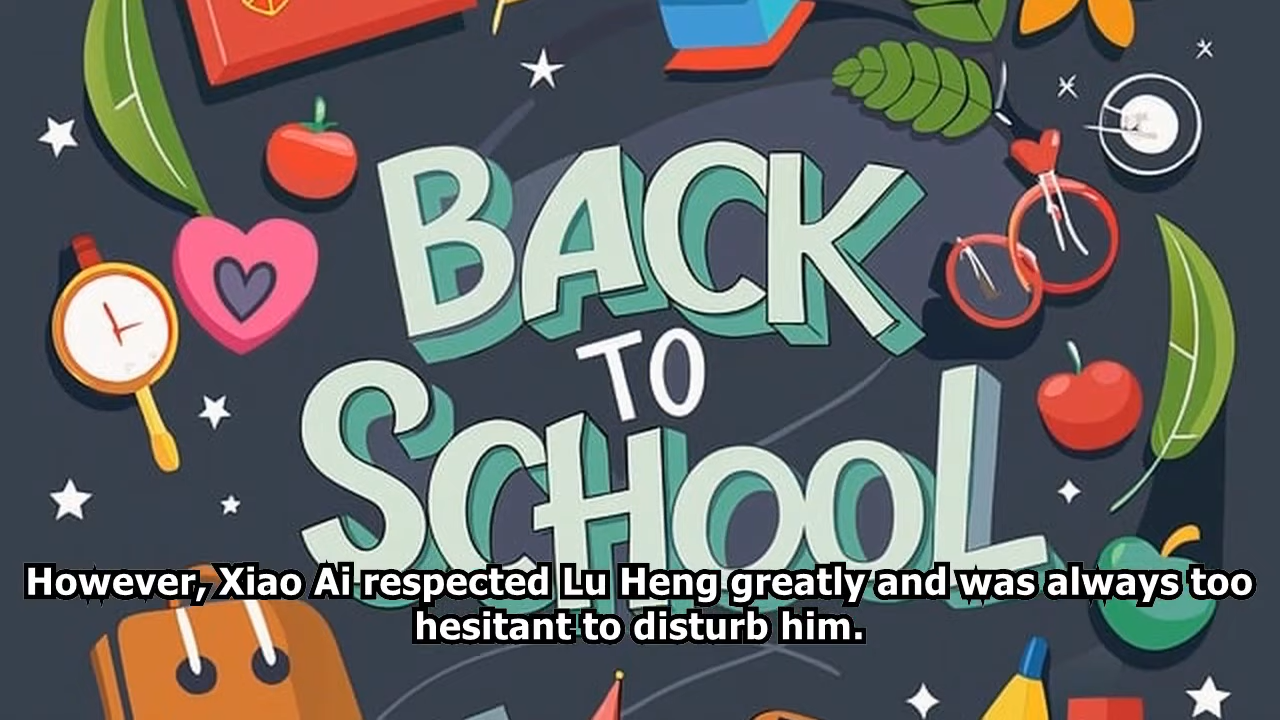 BACK
TO
SCHOOL
However, Xiao Ai respected Lu Heng greatly and was always too
hesitant to disturb him.